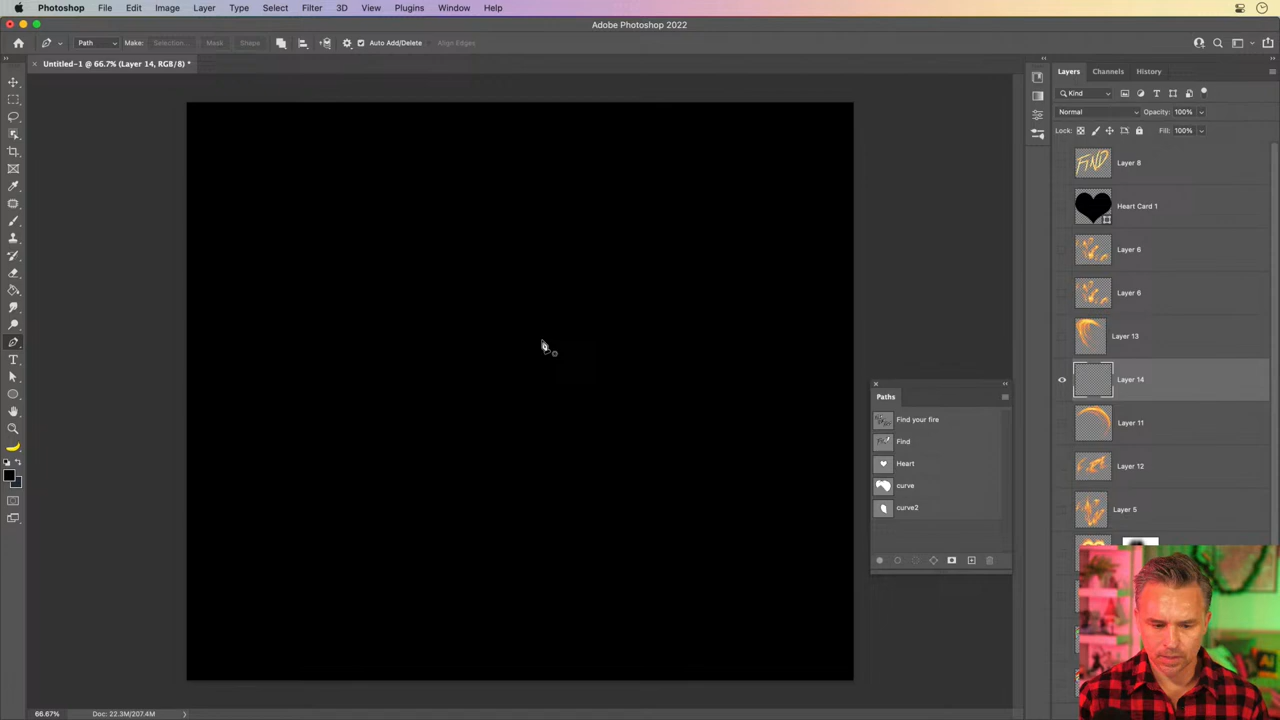 Photoshop File Edit Image Layer Type Select Filter 3D View Plugins Window Help
Adobe Photoshop 2022
Path Make: Selection... Mask Shape Auto Add/Delete Align Edges
Untitled-1 @ 66.7% (Layer 14, RGB/8) *
Layers Channels History
Kind
Normal Opacity: 100%
Lock: Fill: 100%
FIND Layer 8
Heart Card 1
Layer 6
Layer 6
Layer 13
Layer 14
Layer 11
Layer 12
Layer 5
Paths
Find your fire
Find
Heart
curve
curve2
66.67% Doc: 22.3M/207.4M